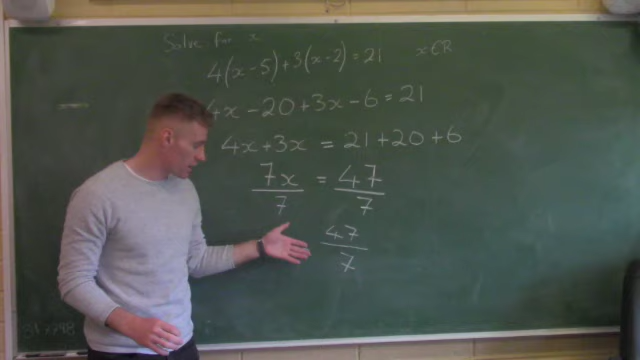 Solve for x
4(x-5)+3(x-2)=21 x∈R
4x-20+3x-6=21
4x+3x = 21+20+6
7x/7 = 47/7
47/7